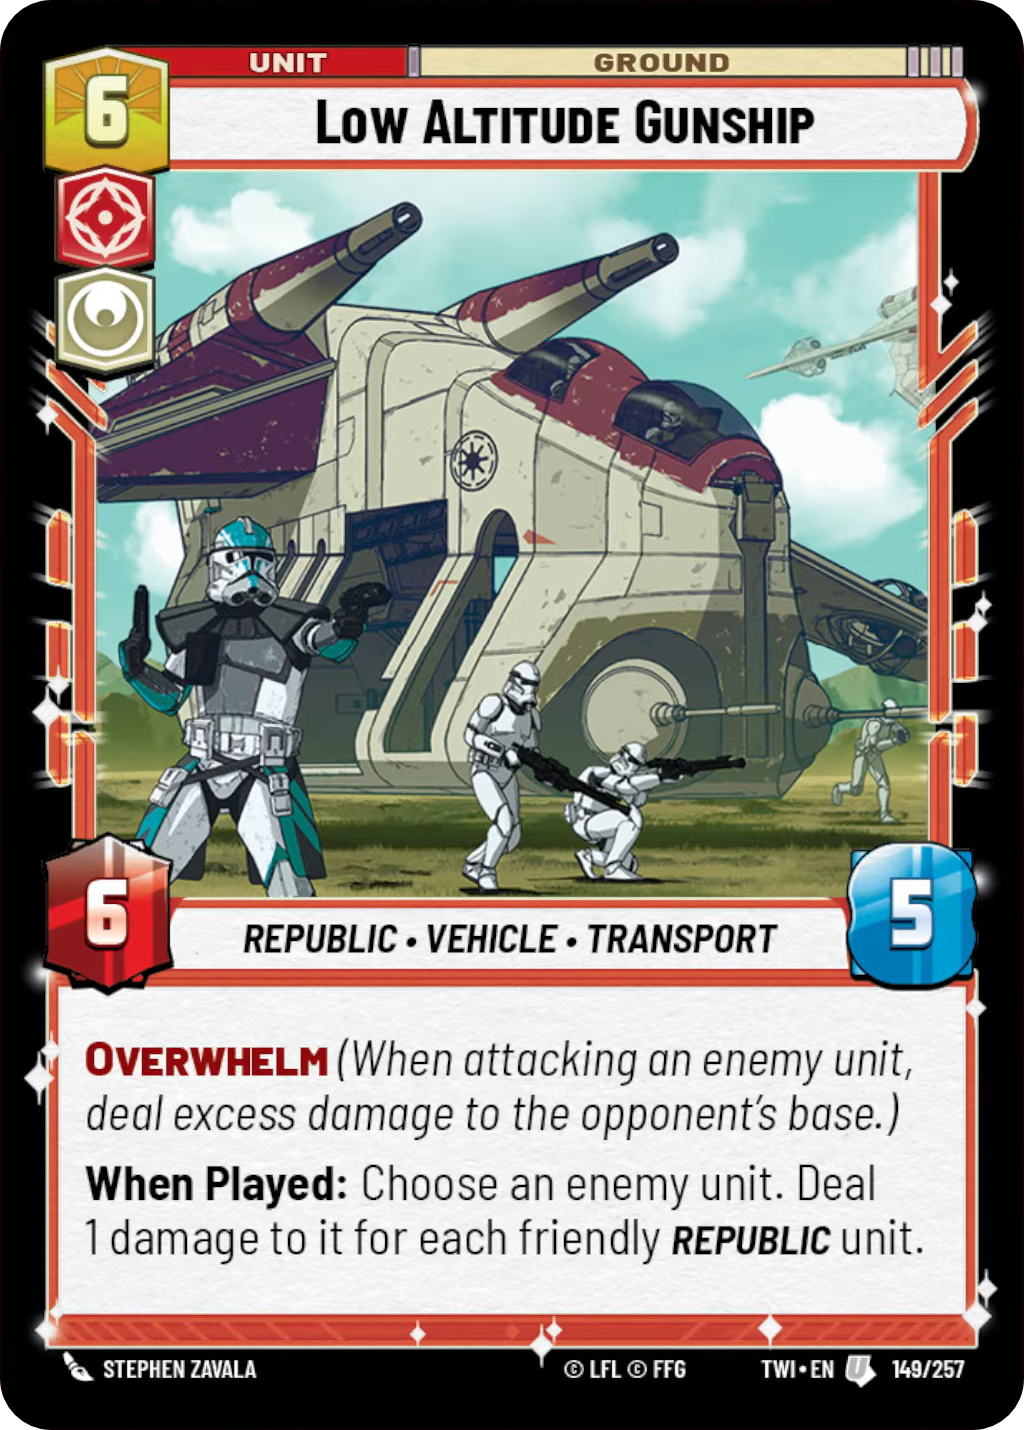 UNIT
GROUND
6
LOW ALTITUDE GUNSHIP
6
5
REPUBLIC • VEHICLE • TRANSPORT
OVERWHELM (When attacking an enemy unit,
deal excess damage to the opponent's base.)
When Played: Choose an enemy unit. Deal
1 damage to it for each friendly REPUBLIC unit.
STEPHEN ZAVALA
© LFL © FFG
TWI • EN U 149/257